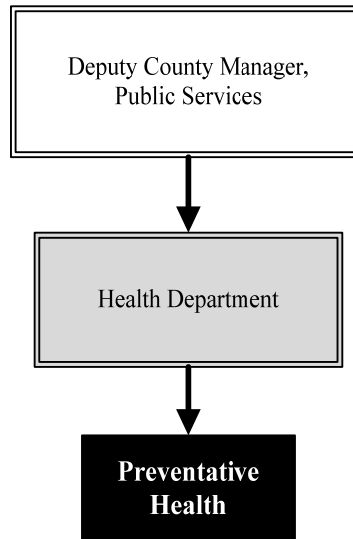 Deputy County Manager,
Public Services
Health Department
Preventative
Health